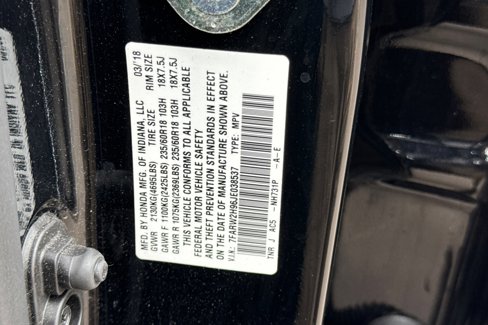 MFD. BY HONDA MFG. OF INDIANA, LLC 03/'18
GVWR 2130KG(4695LBS) TIRE SIZE RIM SIZE
GAWR F 1100KG(2425LBS) 235/60R18 103H 18X7.5J
GAWR R 1075KG(2369LBS) 235/60R18 103H 18X7.5J
THIS VEHICLE CONFORMS TO ALL APPLICABLE
FEDERAL MOTOR VEHICLE SAFETY
AND THEFT PREVENTION STANDARDS IN EFFECT
ON THE DATE OF MANUFACTURE SHOWN ABOVE.
V.I.N.: 7FARW2H96JE038537 TYPE: MPV
TNR J AC5 -NH731P -A-E